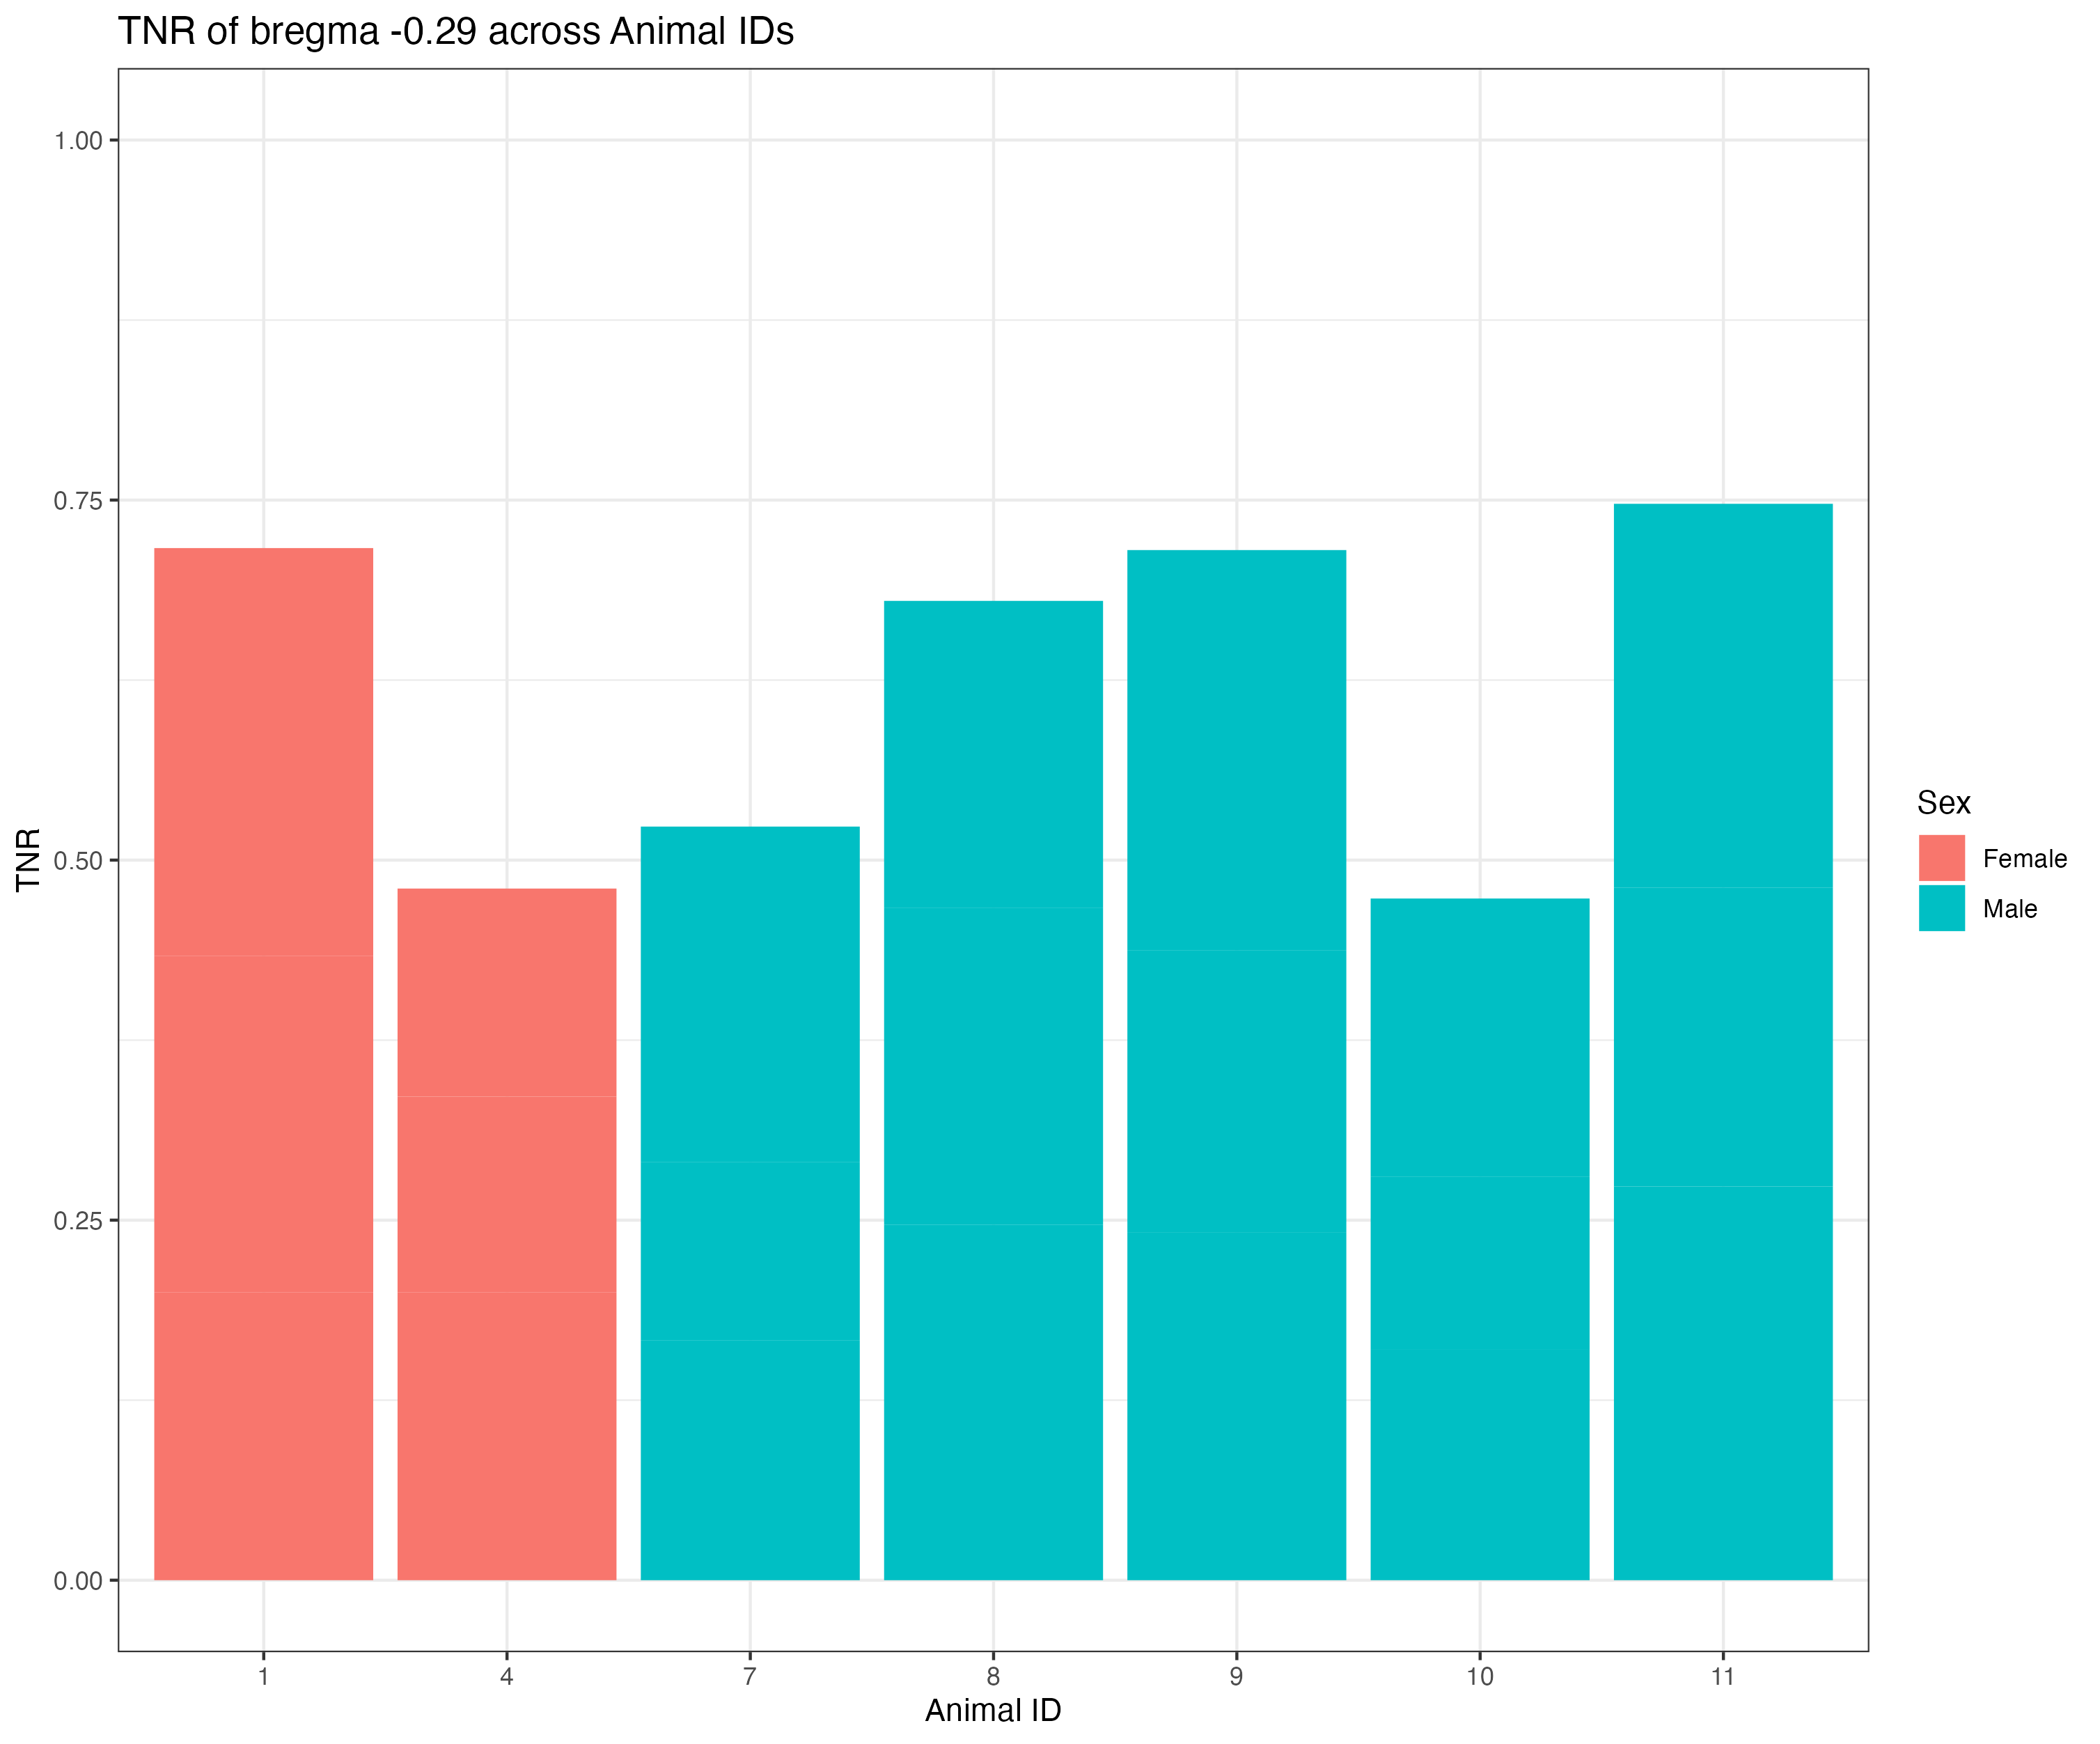 TNR of bregma -0.29 across Animal IDs
1.00
0.75
0.50
0.25
0.00
TNR
1 4 7 8 9 10 11
Animal ID
Sex
Female
Male